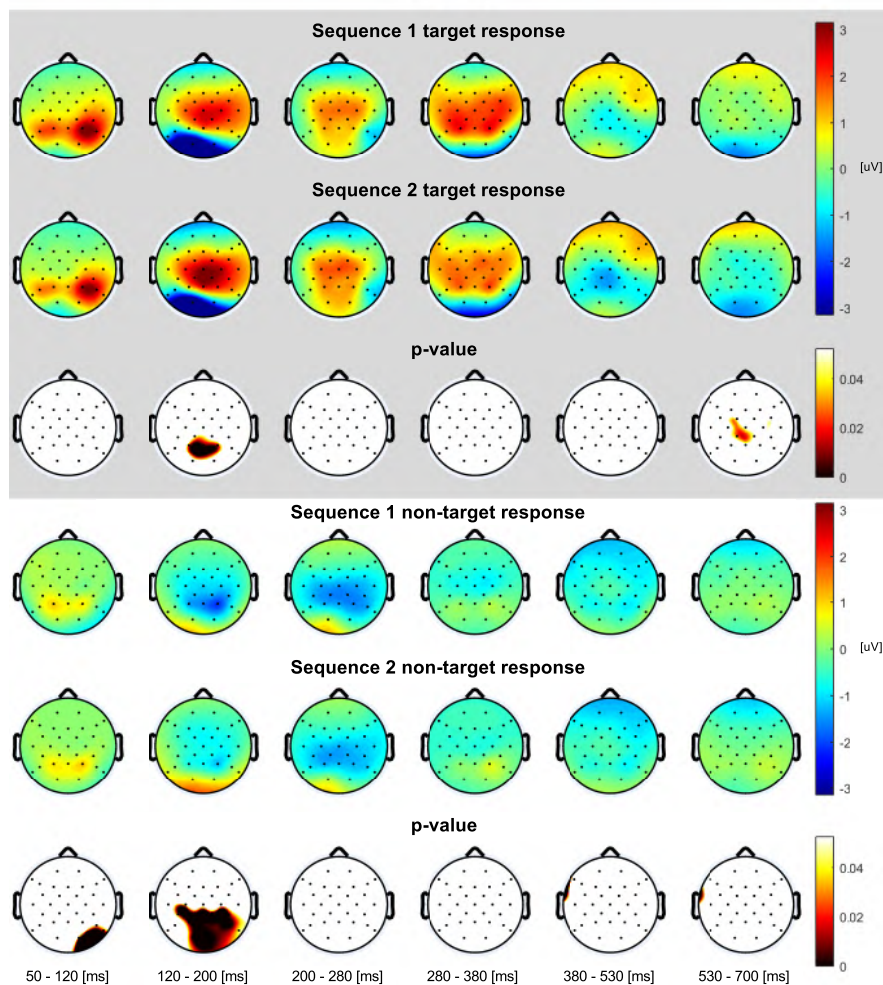 Sequence 1 target response
3
2
1
0 [uV]
-1
-2
-3
Sequence 2 target response
p-value
0.04
0.02
0
Sequence 1 non-target response
3
2
1
0 [uV]
-1
-2
-3
Sequence 2 non-target response
p-value
0.04
0.02
0
50 - 120 [ms] 120 - 200 [ms] 200 - 280 [ms] 280 - 380 [ms] 380 - 530 [ms] 530 - 700 [ms]